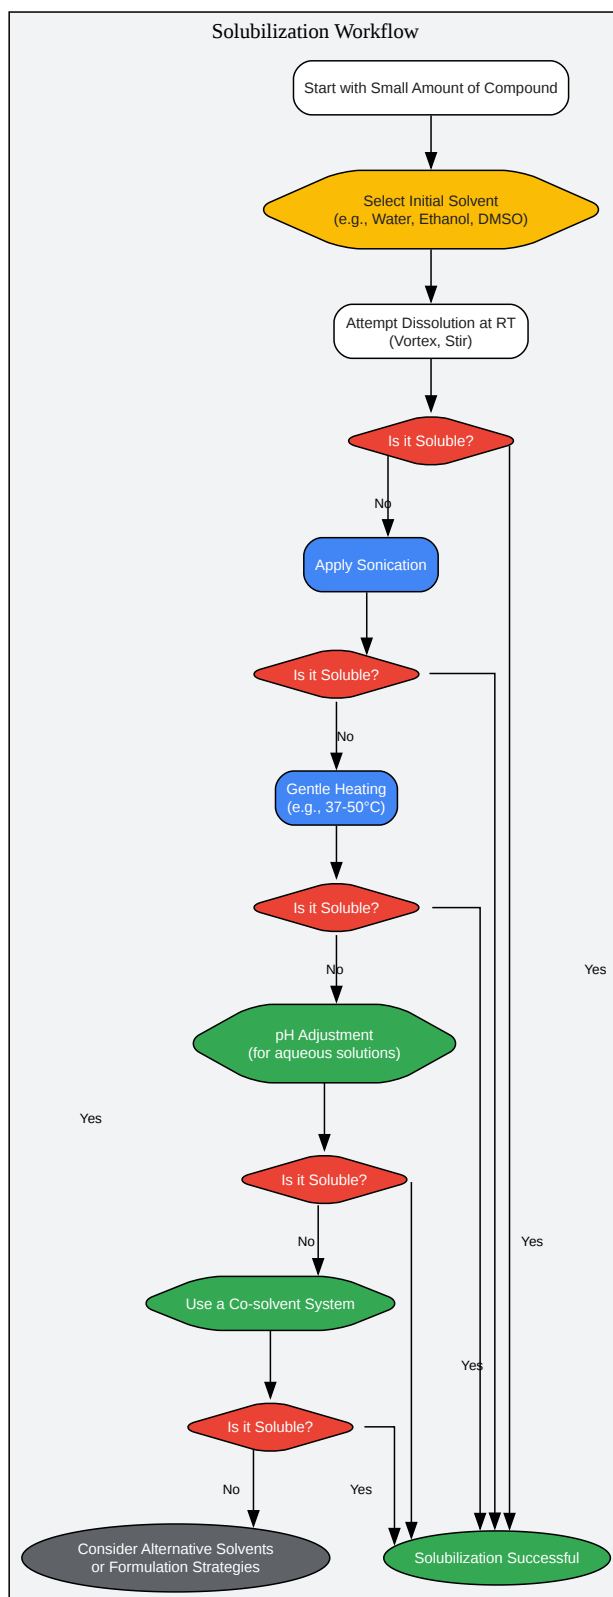 Solubilization Workflow
Start with Small Amount of Compound
Select Initial Solvent
(e.g., Water, Ethanol, DMSO)
Attempt Dissolution at RT
(Vortex, Stir)
Is it Soluble?
No
Apply Sonication
Is it Soluble?
No
Gentle Heating
(e.g., 37-50°C)
Is it Soluble?
No
Yes
pH Adjustment
(for aqueous solutions)
Yes
Is it Soluble?
No
Yes
Use a Co-solvent System
Yes
Is it Soluble?
No
Yes
Consider Alternative Solvents
or Formulation Strategies
Solubilization Successful